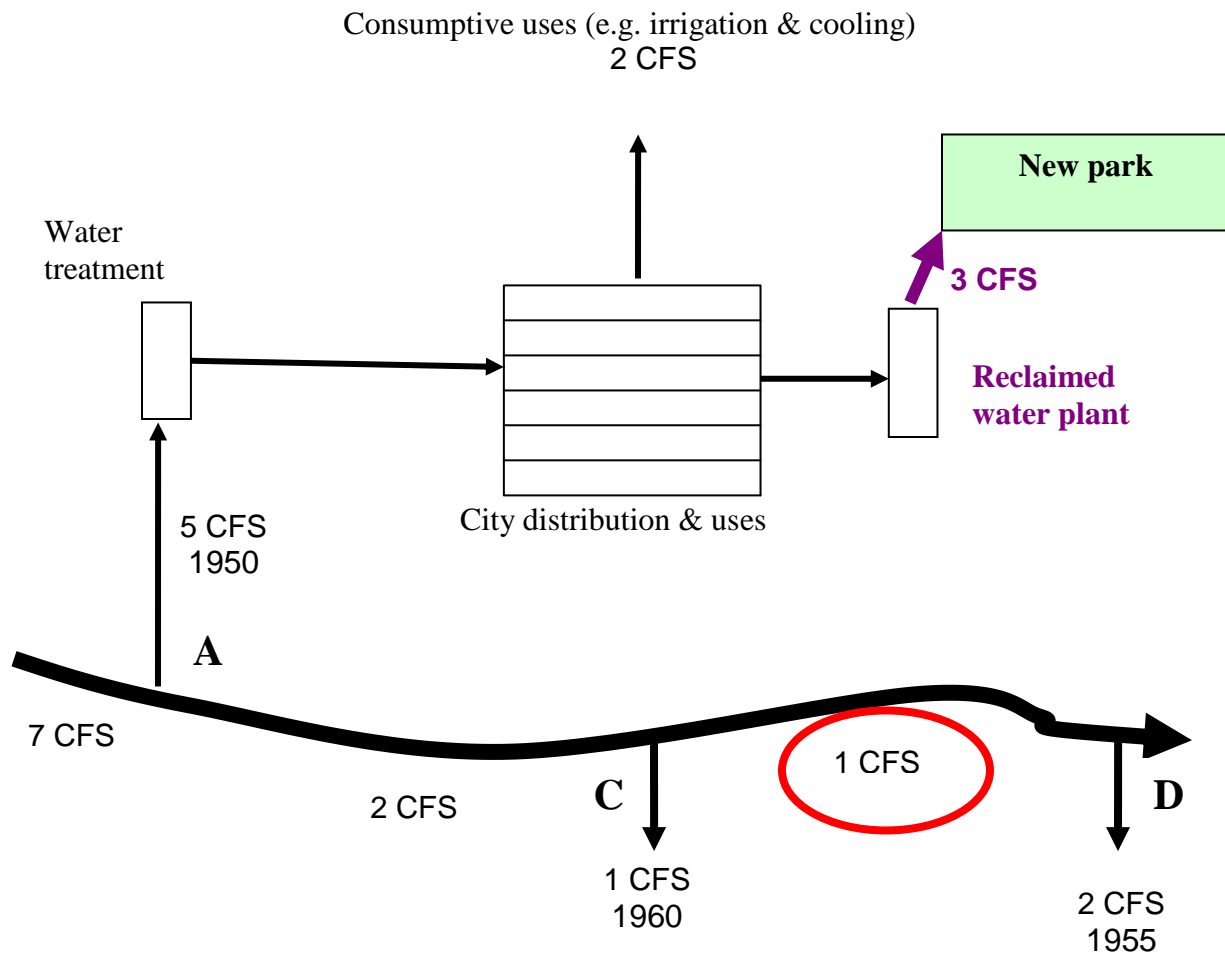 Consumptive uses (e.g. irrigation & cooling)
2 CFS
New park
Water
treatment
3 CFS
Reclaimed
water plant
City distribution & uses
5 CFS
1950
A
7 CFS
2 CFS
C
1 CFS
D
1 CFS
1960
2 CFS
1955